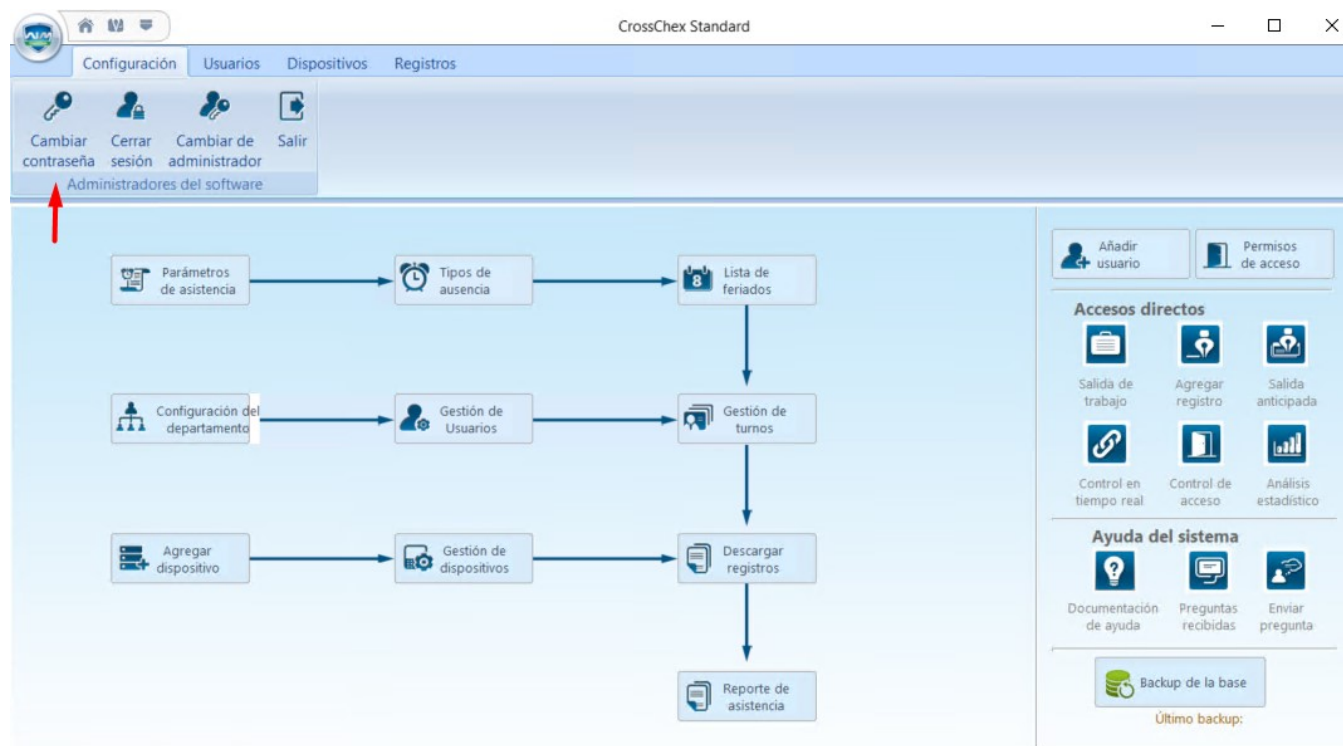 CrossChex Standard
Configuración Usuarios Dispositivos Registros
Cambiar
contraseña
Cerrar
sesión
Cambiar de
administrador
Salir
Administradores del software
Parámetros
de asistencia
Tipos de
ausencia
8
Lista de
feriados
Configuración del
departamento
Gestión de
Usuarios
Gestión de
turnos
Agregar
dispositivo
Gestión de
dispositivos
Descargar
registros
Reporte de
asistencia
Añadir
usuario
Permisos
de acceso
Accesos directos
Salida de
trabajo
Agregar
registro
Salida
anticipada
Control en
tiempo real
Control de
acceso
Análisis
estadístico
Ayuda del sistema
Documentación
de ayuda
Preguntas
recibidas
Enviar
pregunta
Backup de la base
Último backup: